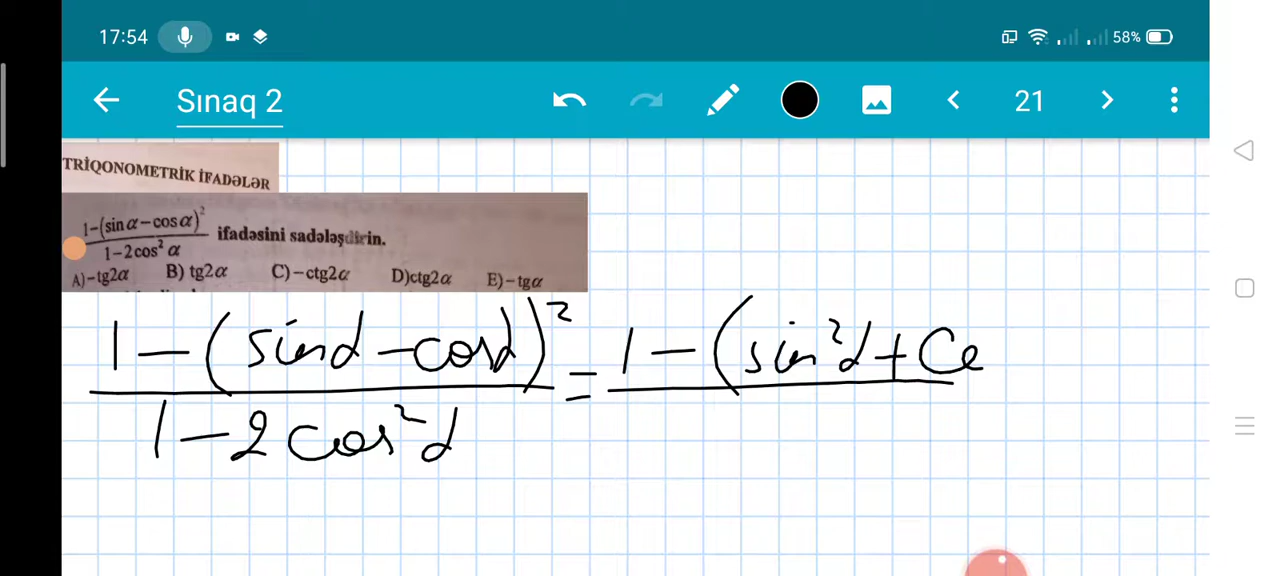 17:54 58%
Sınaq 2 21
TRİQONOMETRİK İFADƏLƏR
1-(sinα-cosα)² / 1-2cos²α ifadəsini sadələşdirin.
A)-tg2α B) tg2α C)-ctg2α D)ctg2α E)-tgα
1-(sinα-cosα)² / 1-2cos²α = 1-(sin²α+